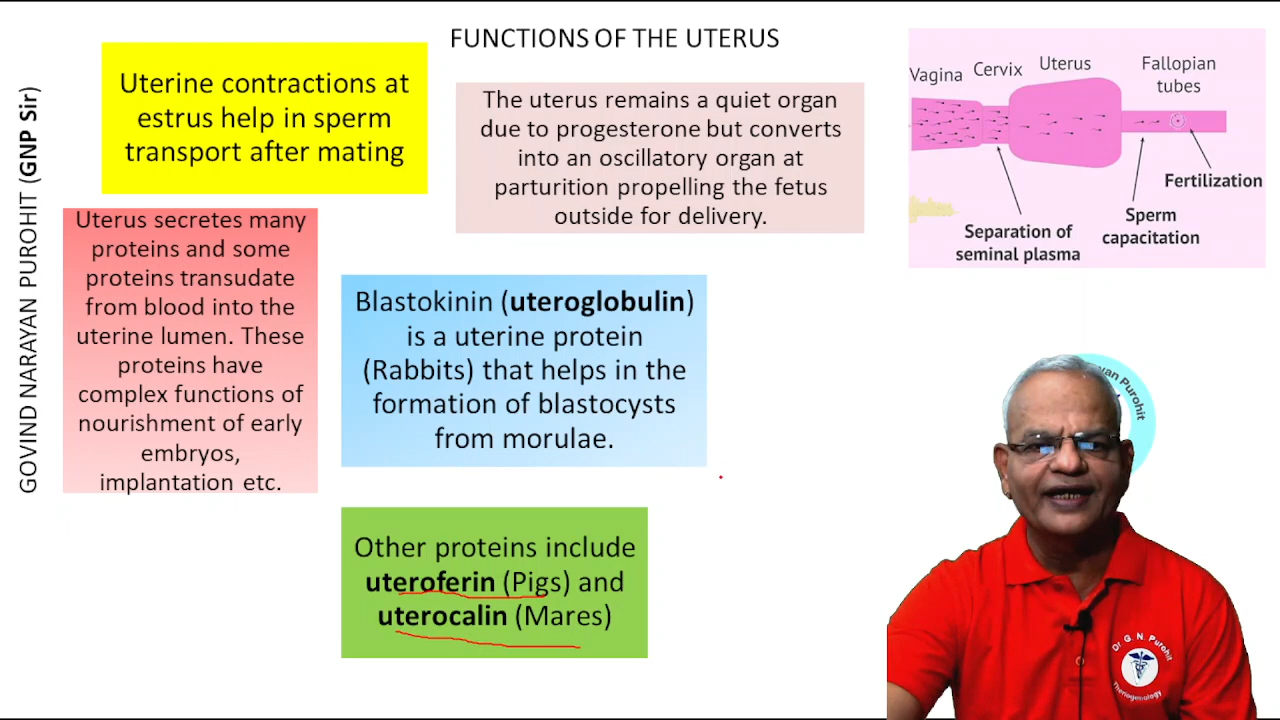 FUNCTIONS OF THE UTERUS
GOVIND NARAYAN PUROHIT (GNP Sir)
Uterine contractions at
estrus help in sperm
transport after mating
The uterus remains a quiet organ
due to progesterone but converts
into an oscillatory organ at
parturition propelling the fetus
outside for delivery.
Vagina
Cervix
Uterus
Fallopian
tubes
Fertilization
Sperm
capacitation
Separation of
seminal plasma
Uterus secretes many
proteins and some
proteins transudate
from blood into the
uterine lumen. These
proteins have
complex functions of
nourishment of early
embryos,
implantation etc.
Blastokinin (uteroglobulin)
is a uterine protein
(Rabbits) that helps in the
formation of blastocysts
from morulae.
Other proteins include
uteroferin (Pigs) and
uterocalin (Mares)
Purohit
Dr G. N. Purohit
Theriogenology